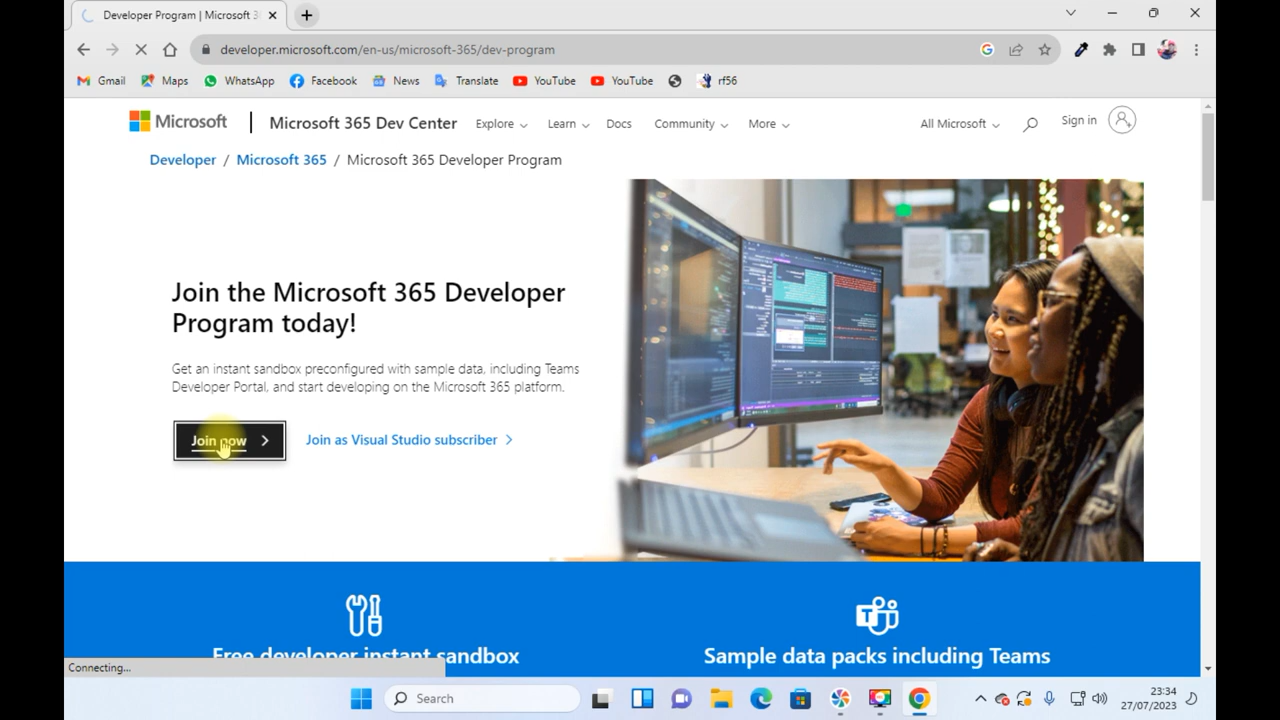 Developer Program | Microsoft 3
developer.microsoft.com/en-us/microsoft-365/dev-program
Gmail Maps WhatsApp Facebook News Translate YouTube YouTube rf56
Microsoft Microsoft 365 Dev Center Explore Learn Docs Community More All Microsoft Sign in
Developer / Microsoft 365 / Microsoft 365 Developer Program
Join the Microsoft 365 Developer
Program today!
Get an instant sandbox preconfigured with sample data, including Teams
Developer Portal, and start developing on the Microsoft 365 platform.
Join now Join as Visual Studio subscriber
Free developer instant sandbox Sample data packs including Teams
Connecting...
Search
23:34
27/07/2023